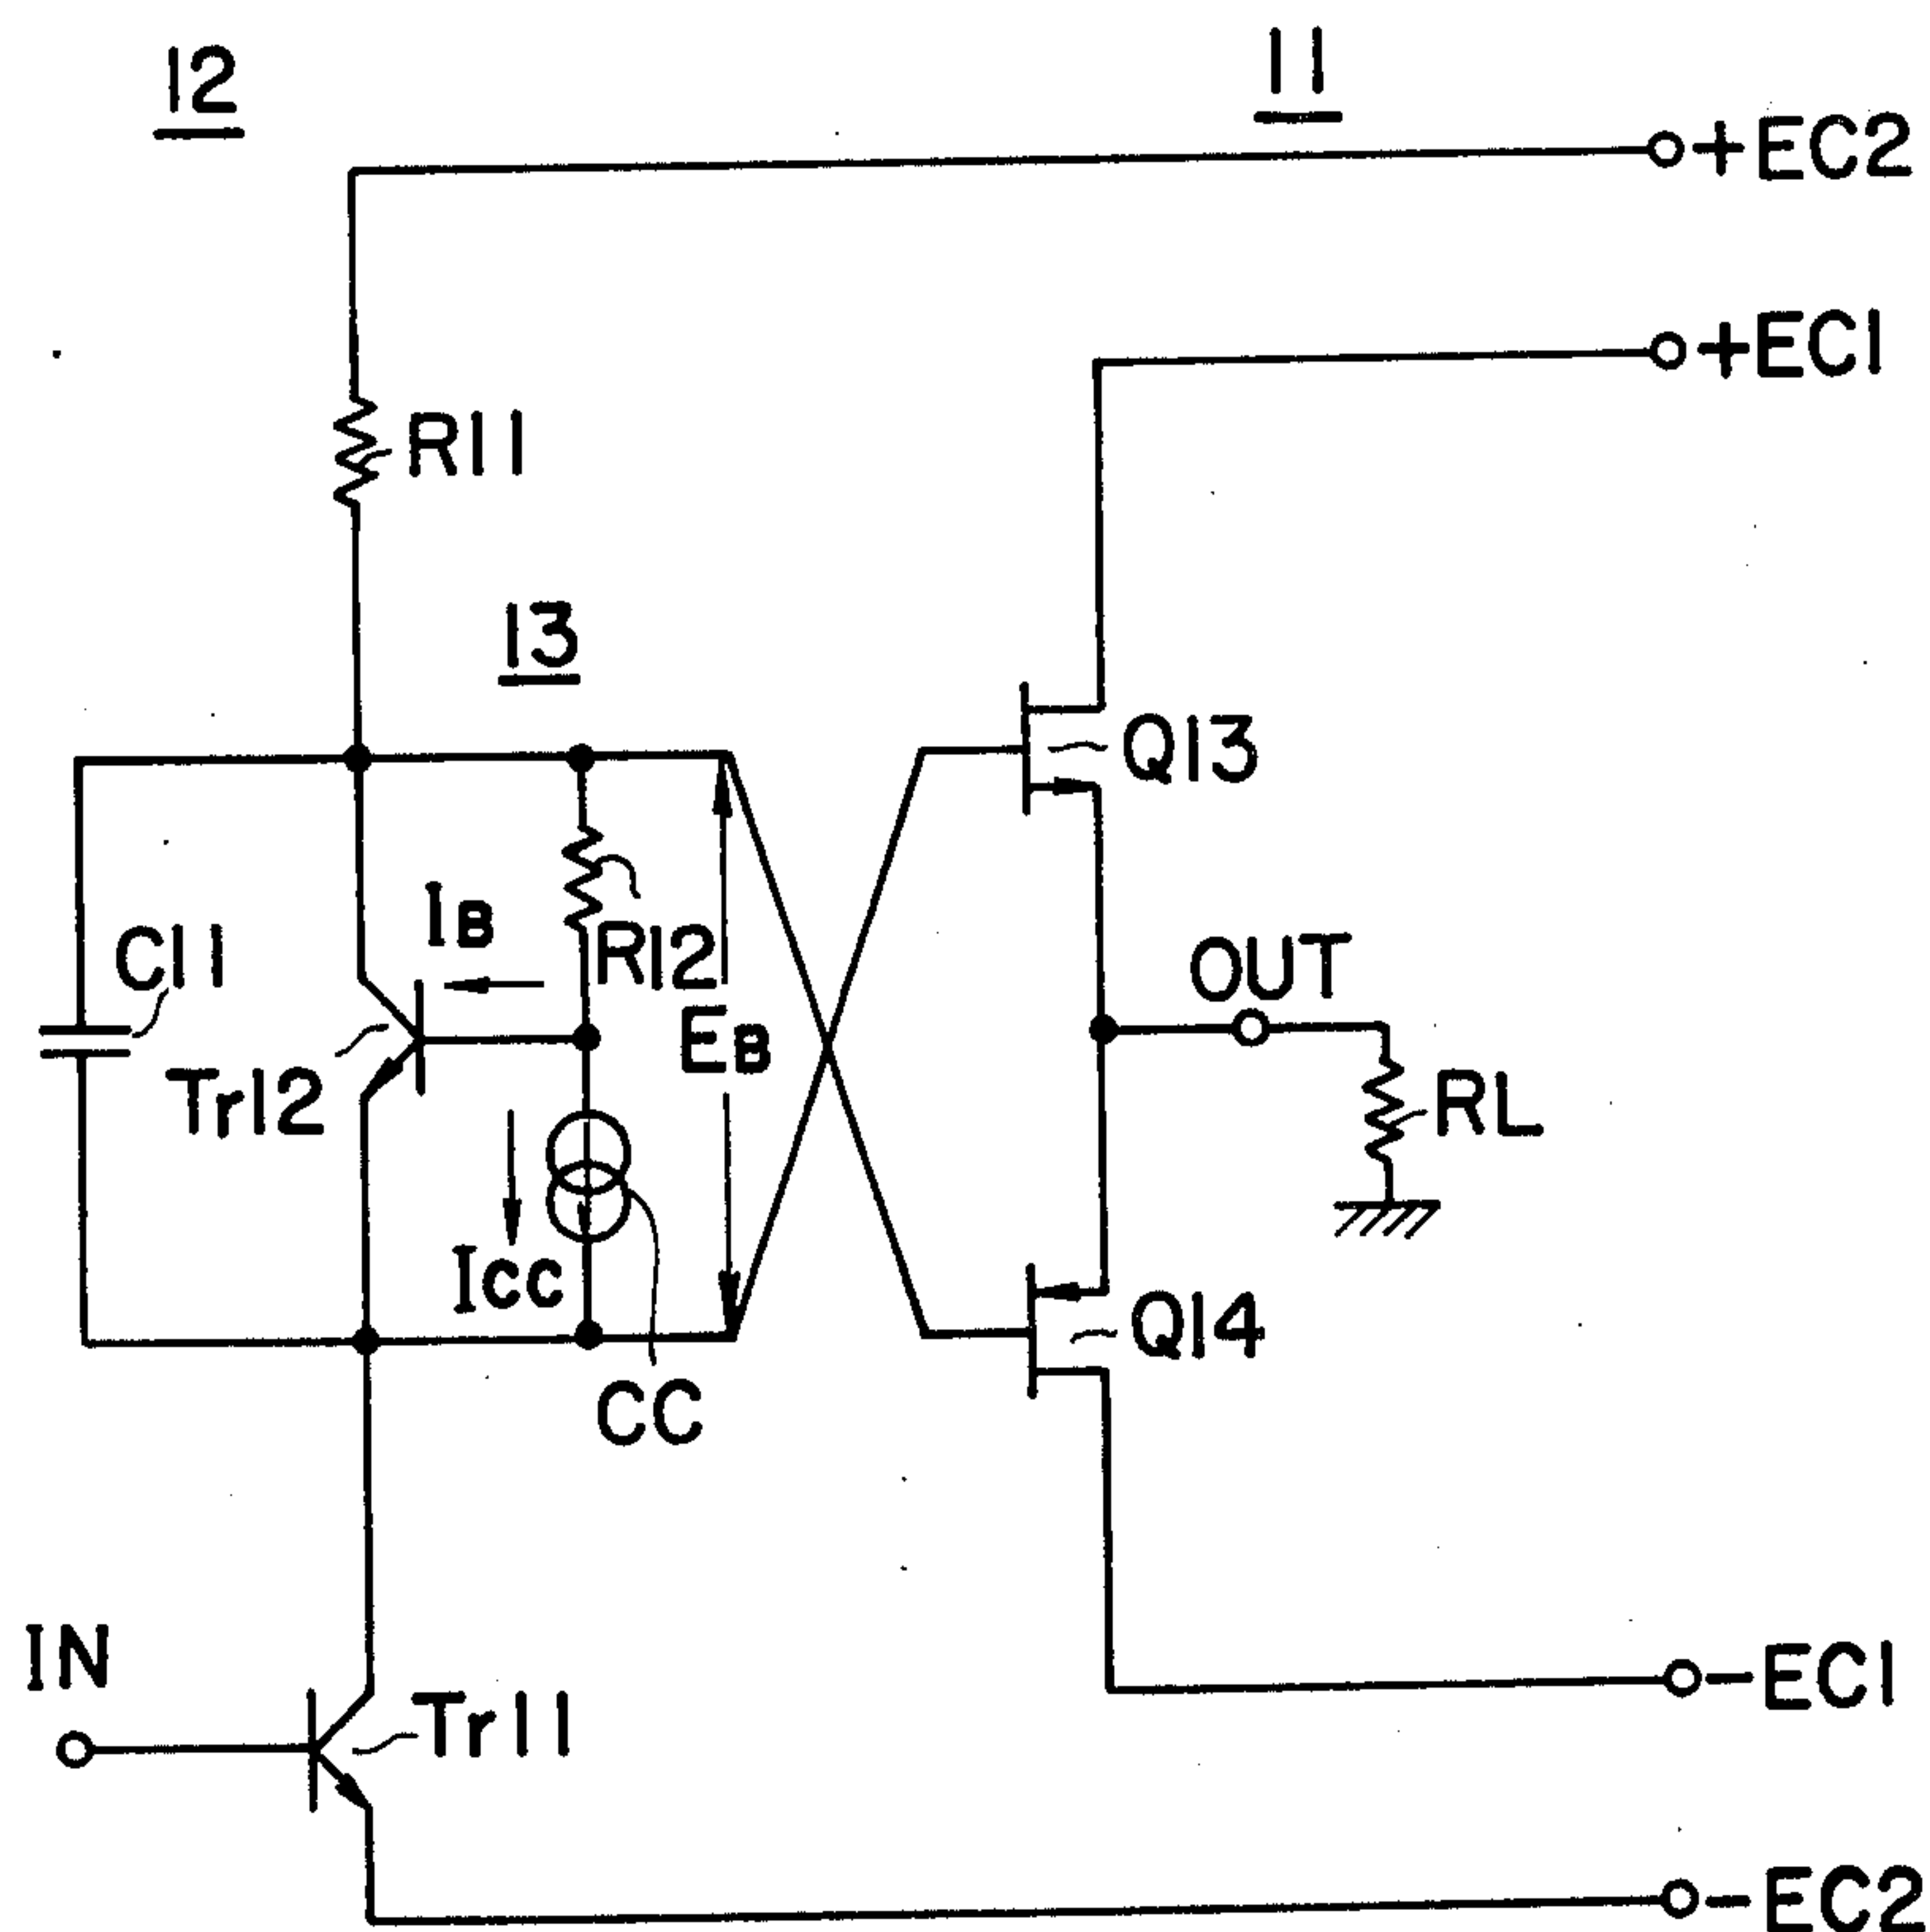 12
11
+EC2
+EC1
R11
13
Q13
IB
C11
R12
OUT
EB
Tr12
RL
Icc
Q14
CC
IN
Tr11
-EC1
-EC2